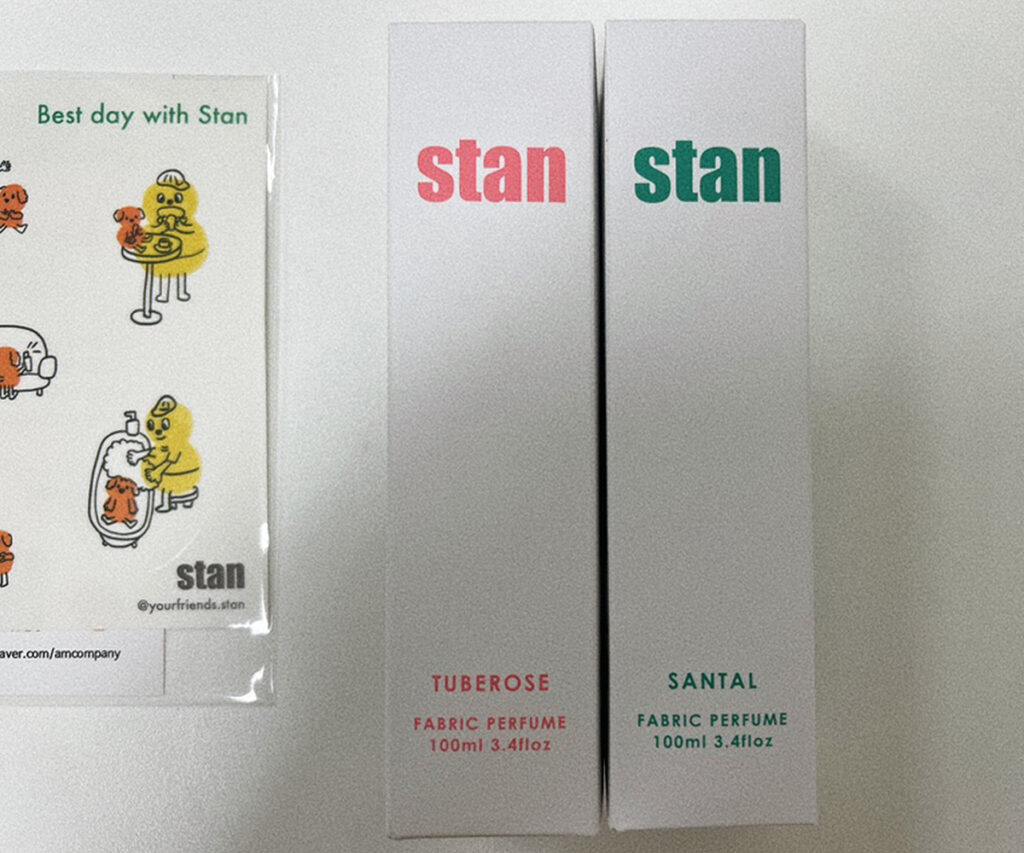 Best day with Stan
stan
@yourfriends.stan
aver.com/amcompany
stan
TUBEROSE
FABRIC PERFUME
100ml 3.4floz
stan
SANTAL
FABRIC PERFUME
100ml 3.4floz